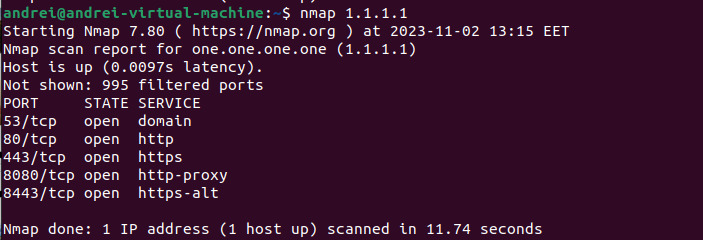 andrei@andrei-virtual-machine:~$ nmap 1.1.1.1
Starting Nmap 7.80 ( https://nmap.org ) at 2023-11-02 13:15 EET
Nmap scan report for one.one.one.one (1.1.1.1)
Host is up (0.0097s latency).
Not shown: 995 filtered ports
PORT     STATE SERVICE
53/tcp   open  domain
80/tcp   open  http
443/tcp  open  https
8080/tcp open  http-proxy
8443/tcp open  https-alt
Nmap done: 1 IP address (1 host up) scanned in 11.74 seconds